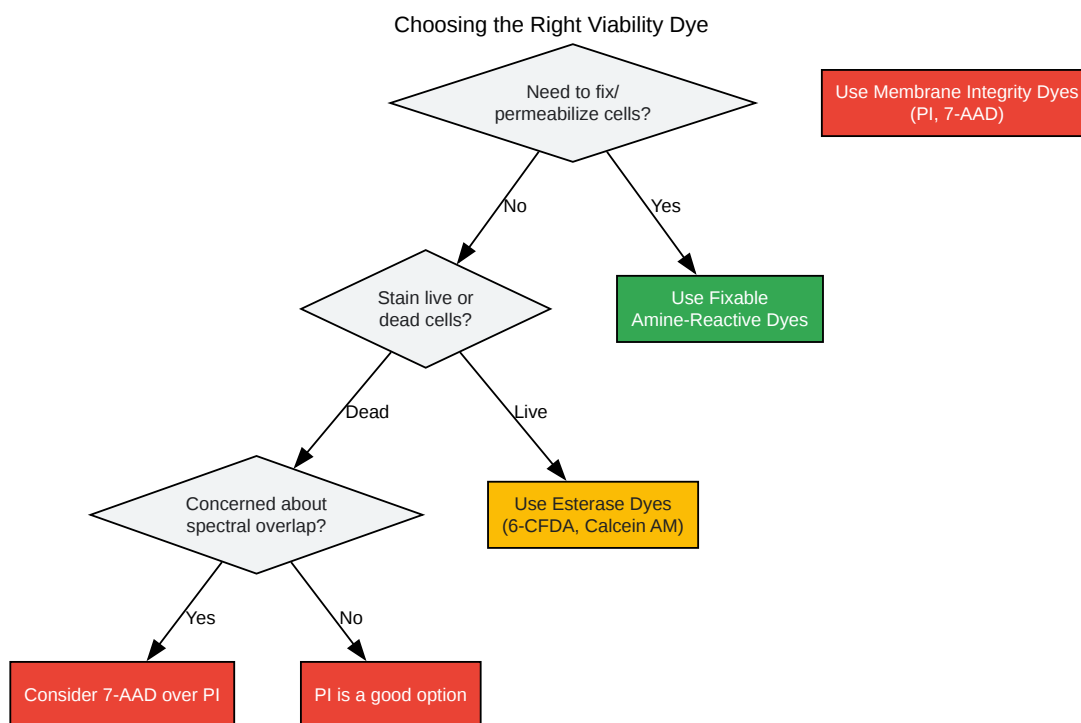 Choosing the Right Viability Dye
Need to fix/
permeabilize cells?
Use Membrane Integrity Dyes
(PI, 7-AAD)
No
Yes
Stain live or
dead cells?
Use Fixable
Amine-Reactive Dyes
Dead
Live
Concerned about
spectral overlap?
Use Esterase Dyes
(6-CFDA, Calcein AM)
Yes
No
Consider 7-AAD over PI
PI is a good option